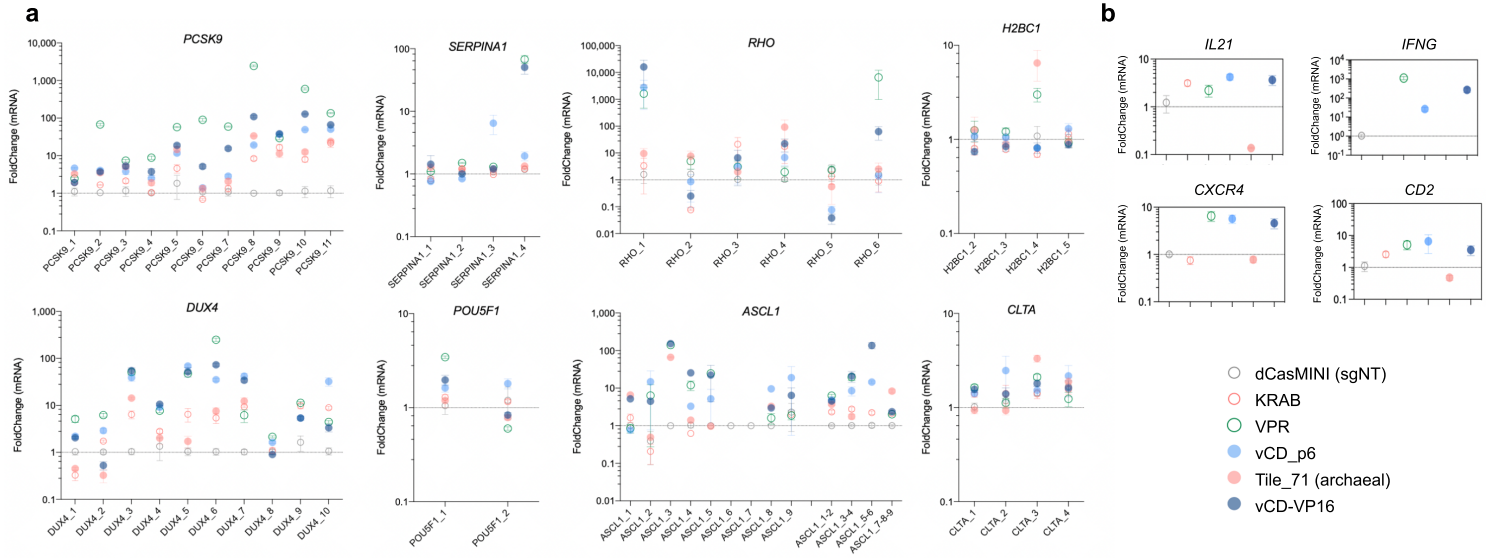 a
PCSK9
FoldChange (mRNA)
10,000
1,000
100
10
1
0.1
PCSK9_1
PCSK9_2
PCSK9_3
PCSK9_4
PCSK9_5
PCSK9_6
PCSK9_7
PCSK9_8
PCSK9_9
PCSK9_10
PCSK9_11
SERPINA1
FoldChange (mRNA)
100
10
1
0.1
SERPINA1_1
SERPINA1_2
SERPINA1_3
SERPINA1_4
RHO
FoldChange (mRNA)
100,000
10,000
1,000
100
10
1
0.1
0.01
RHO_1
RHO_2
RHO_3
RHO_4
RHO_5
RHO_6
H2BC1
FoldChange (mRNA)
10
1
0.1
H2BC1_2
H2BC1_3
H2BC1_4
H2BC1_5
DUX4
FoldChange (mRNA)
1,000
100
10
1
0.1
DUX4_1
DUX4_2
DUX4_3
DUX4_4
DUX4_5
DUX4_6
DUX4_7
DUX4_8
DUX4_9
DUX4_10
POU5F1
FoldChange (mRNA)
10
1
0.1
POU5F1_1
POU5F1_2
ASCL1
FoldChange (mRNA)
1,000
100
10
1
0.1
0.01
ASCL1_1
ASCL1_2
ASCL1_3
ASCL1_4
ASCL1_5
ASCL1_6
ASCL1_7
ASCL1_8
ASCL1_9
ASCL1_1-2
ASCL1_3-4
ASCL1_5-6
ASCL1_7-8-9
CLTA
FoldChange (mRNA)
10
1
0.1
CLTA_1
CLTA_2
CLTA_3
CLTA_4
b
IL21
FoldChange (mRNA)
10
1
0.1
IFNG
FoldChange (mRNA)
10⁴
10³
10²
10¹
10⁰
10⁻¹
CXCR4
FoldChange (mRNA)
10
1
0.1
CD2
FoldChange (mRNA)
100
10
1
0.1
dCasMINI (sgNT)
KRAB
VPR
vCD_p6
Tile_71 (archaeal)
vCD-VP16